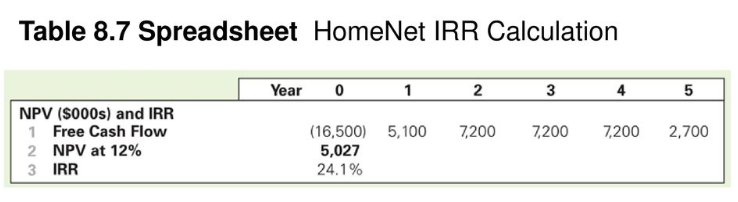 Table 8.7 Spreadsheet HomeNet IRR Calculation
Year 0 1 2 3 4 5
NPV ($000s) and IRR
1 Free Cash Flow (16,500) 5,100 7,200 7,200 7,200 2,700
2 NPV at 12% 5,027
3 IRR 24.1%